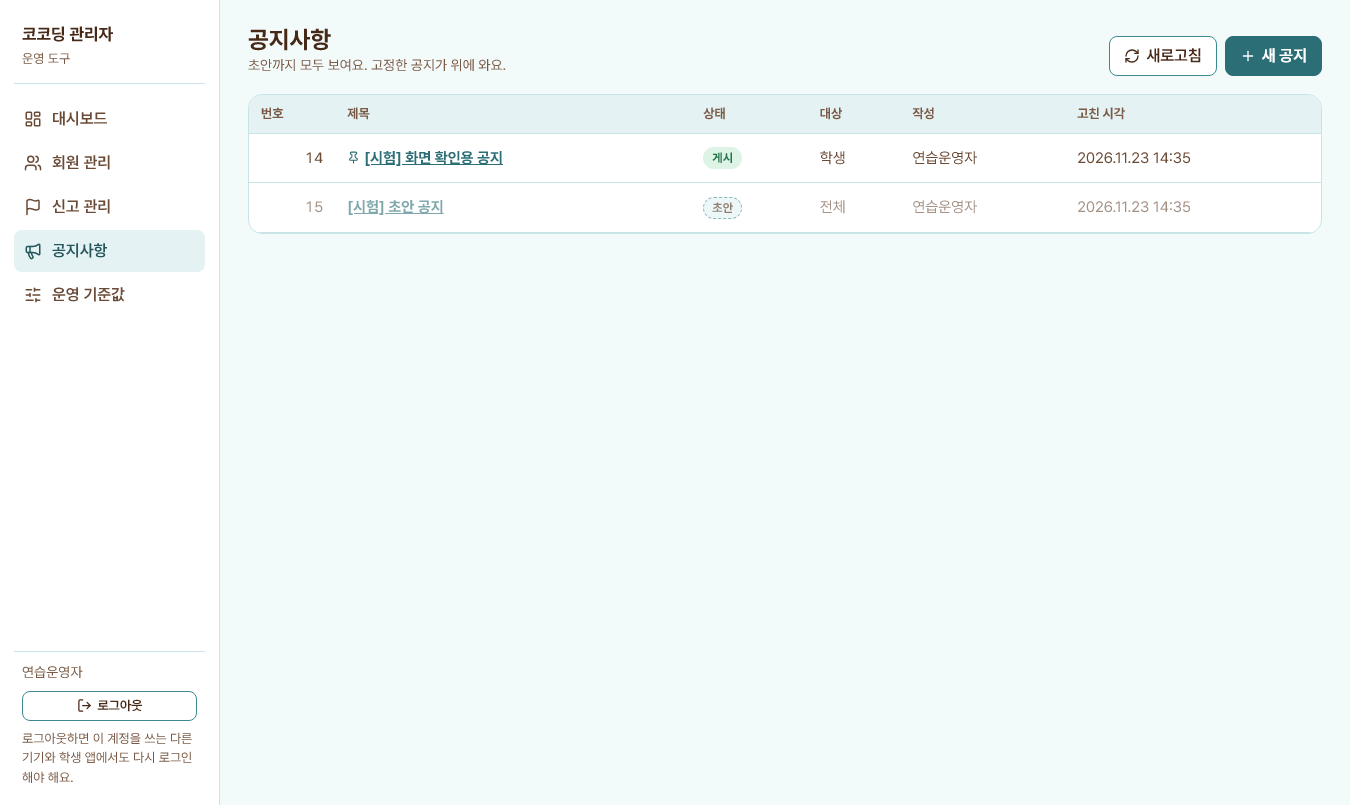 코코딩 관리자
운영 도구
대시보드
회원 관리
신고 관리
공지사항
운영 기준값
연습운영자
로그아웃
로그아웃하면 이 계정을 쓰는 다른
기기와 학생 앱에서도 다시 로그인
해야 해요.
공지사항
초안까지 모두 보여요. 고정한 공지가 위에 와요.
새로고침
새 공지
번호 제목 상태 대상 작성 고친 시각
14 [시험] 화면 확인용 공지 게시 학생 연습운영자 2026.11.23 14:35
15 [시험] 초안 공지 초안 전체 연습운영자 2026.11.23 14:35